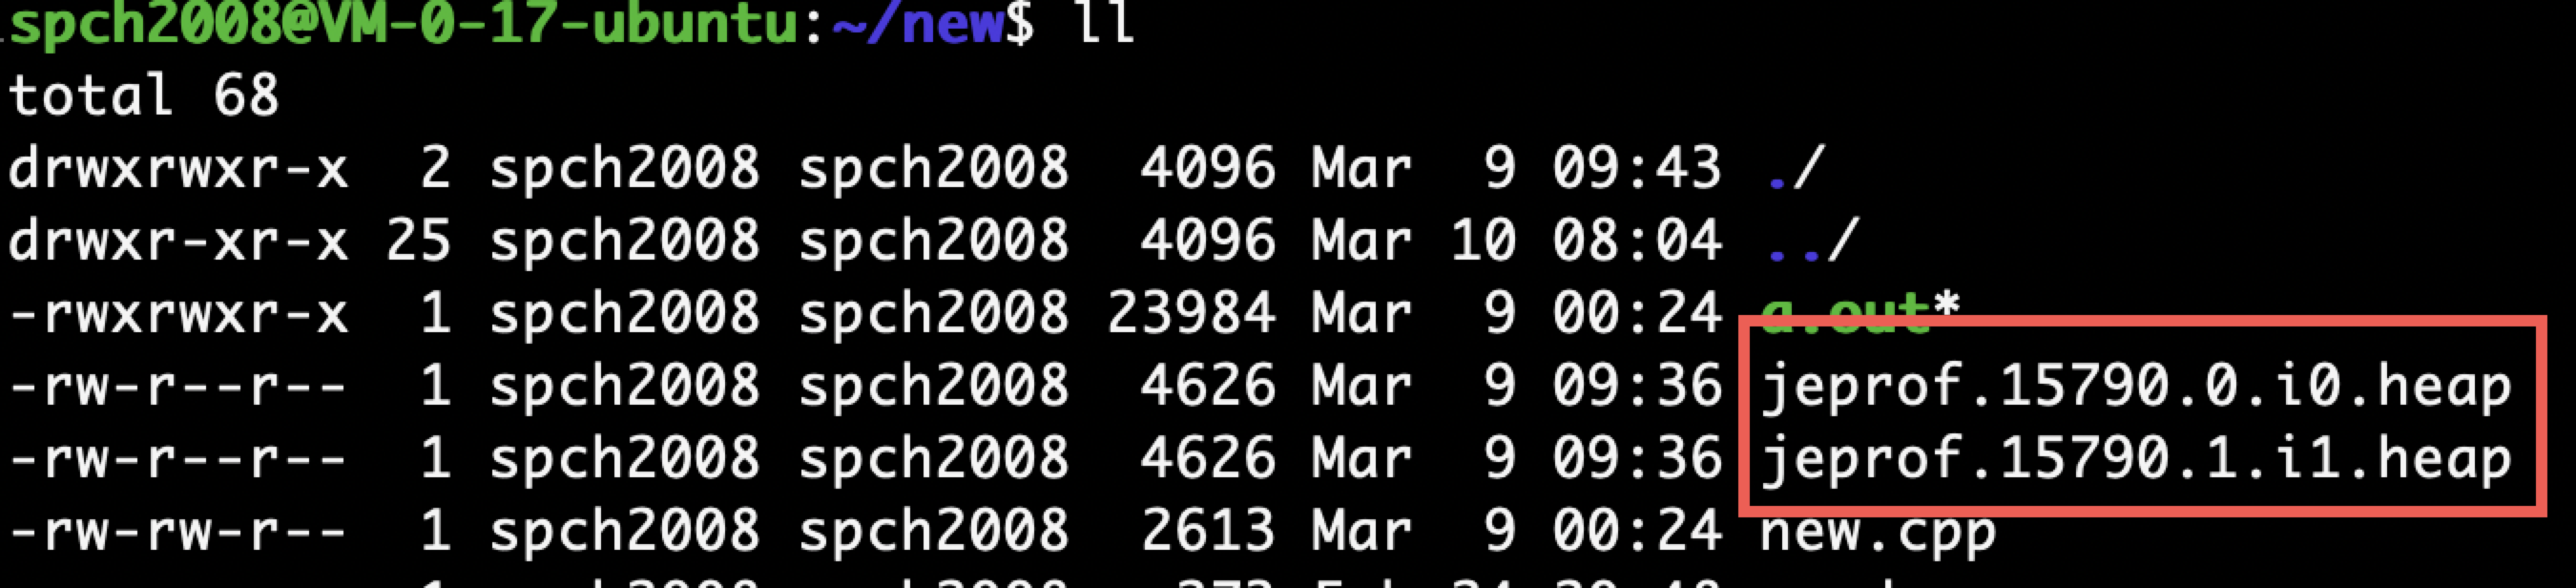 spch2008@VM-0-17-ubuntu:~/new$ ll
total 68
drwxrwxr-x  2 spch2008 spch2008  4096 Mar  9 09:43 ./
drwxr-xr-x 25 spch2008 spch2008  4096 Mar 10 08:04 ../
-rwxrwxr-x  1 spch2008 spch2008 23984 Mar  9 00:24 a.out*
-rw-r--r--  1 spch2008 spch2008  4626 Mar  9 09:36 jeprof.15790.0.i0.heap
-rw-r--r--  1 spch2008 spch2008  4626 Mar  9 09:36 jeprof.15790.1.i1.heap
-rw-rw-r--  1 spch2008 spch2008  2613 Mar  9 00:24 new.cpp